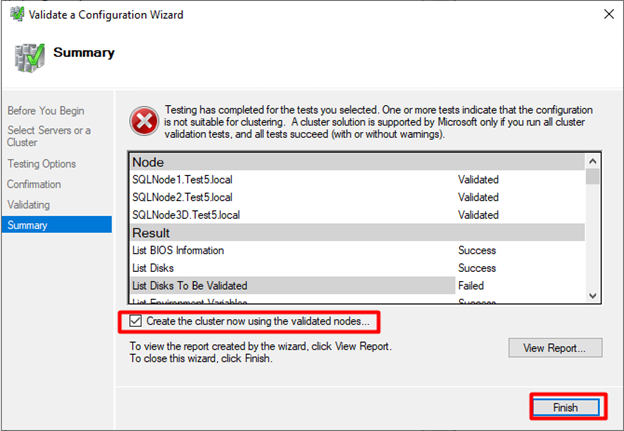 Validate a Configuration Wizard
Summary
Before You Begin
Select Servers or a
Cluster
Testing Options
Confirmation
Validating
Summary
Testing has completed for the tests you selected. One or more tests indicate that the configuration
is not suitable for clustering. A cluster solution is supported by Microsoft only if you run all cluster
validation tests, and all tests succeed (with or without warnings).
Node
SQLNode1.Test5.local Validated
SQLNode2.Test5.local Validated
SQLNode3D.Test5.local Validated
Result
List BIOS Information Success
List Disks Success
List Disks To Be Validated Failed
List Environment Variables Success
Create the cluster now using the validated nodes...
To view the report created by the wizard, click View Report.
To close this wizard, click Finish.
View Report...
Finish